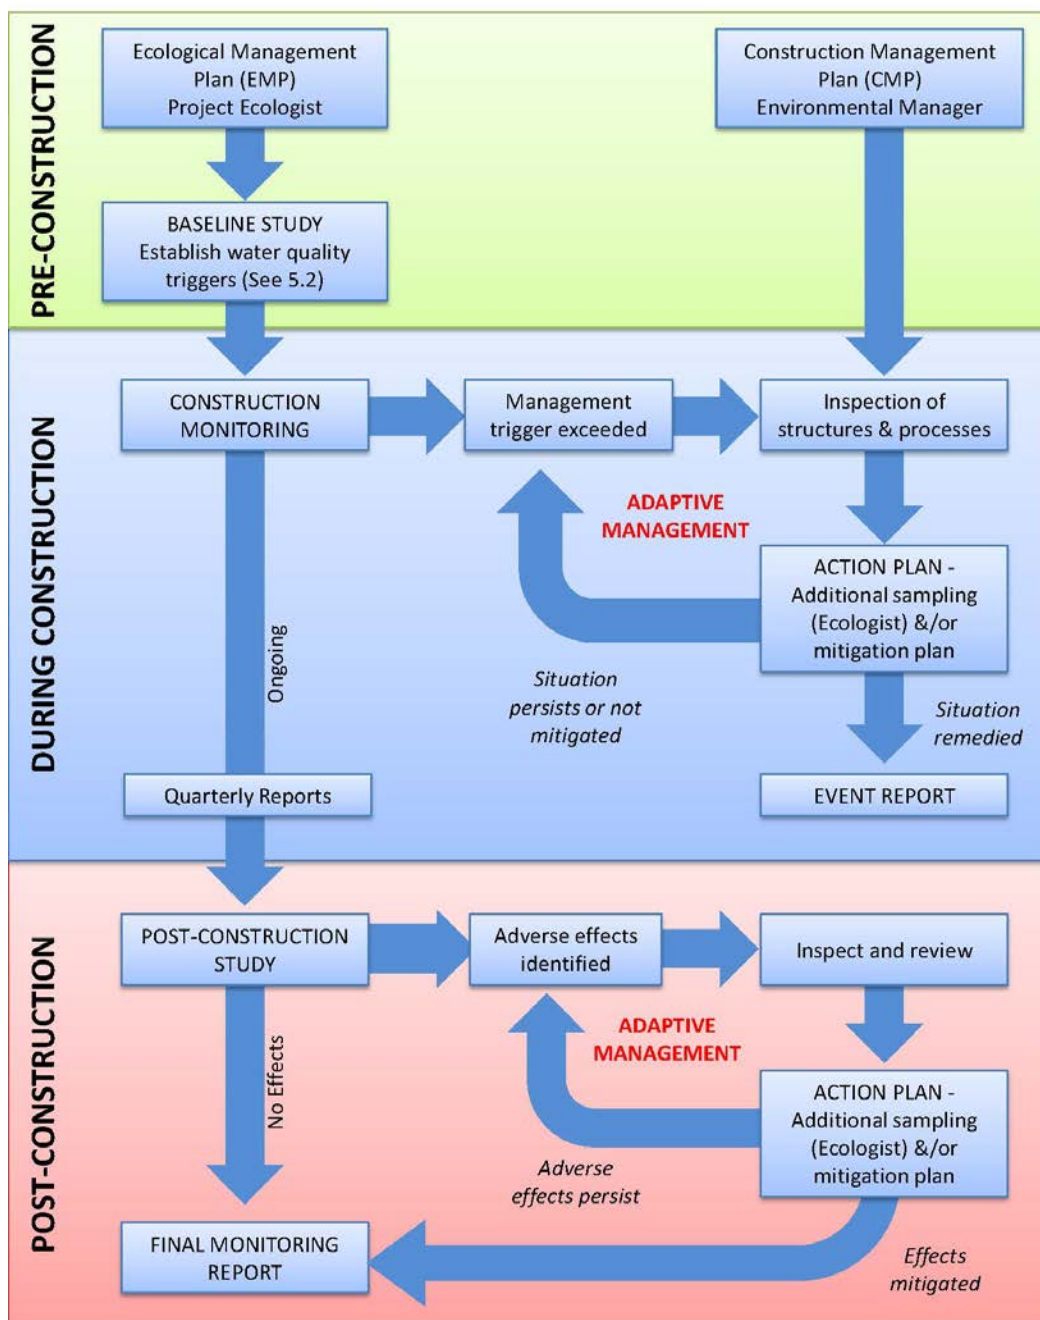 PRE-CONSTRUCTION
Ecological Management
Plan (EMP)
Project Ecologist
Construction Management
Plan (CMP)
Environmental Manager
BASELINE STUDY
Establish water quality
triggers (See 5.2)
DURING CONSTRUCTION
CONSTRUCTION
MONITORING
Management
trigger exceeded
Inspection of
structures & processes
ADAPTIVE
MANAGEMENT
ACTION PLAN -
Additional sampling
(Ecologist) &/or
mitigation plan
Ongoing
Situation
persists or not
mitigated
Situation
remedied
Quarterly Reports
EVENT REPORT
POST-CONSTRUCTION
POST-CONSTRUCTION
STUDY
Adverse effects
identified
Inspect and review
ADAPTIVE
MANAGEMENT
No Effects
ACTION PLAN -
Additional sampling
(Ecologist) &/or
mitigation plan
Adverse
effects persist
FINAL MONITORING
REPORT
Effects
mitigated